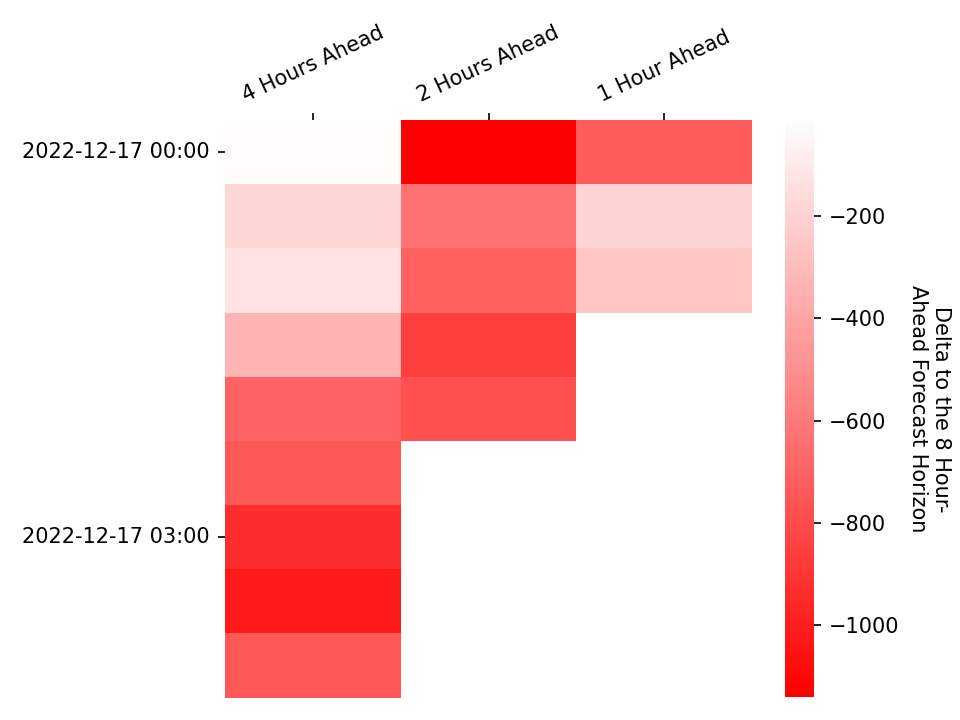 4 Hours Ahead
2 Hours Ahead
1 Hour Ahead
2022-12-17 00:00
2022-12-17 03:00
−200
−400
−600
−800
−1000
Delta to the 8 Hour-
Ahead Forecast Horizon